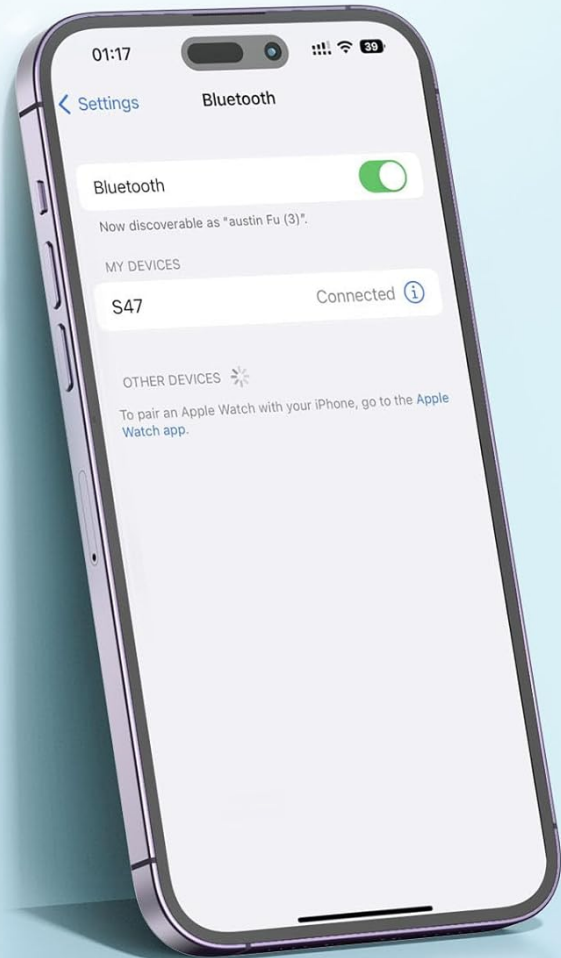 01:17
39
Settings
Bluetooth
Bluetooth
Now discoverable as "austin Fu (3)".
MY DEVICES
S47
Connected
OTHER DEVICES
To pair an Apple Watch with your iPhone, go to the Apple
Watch app.